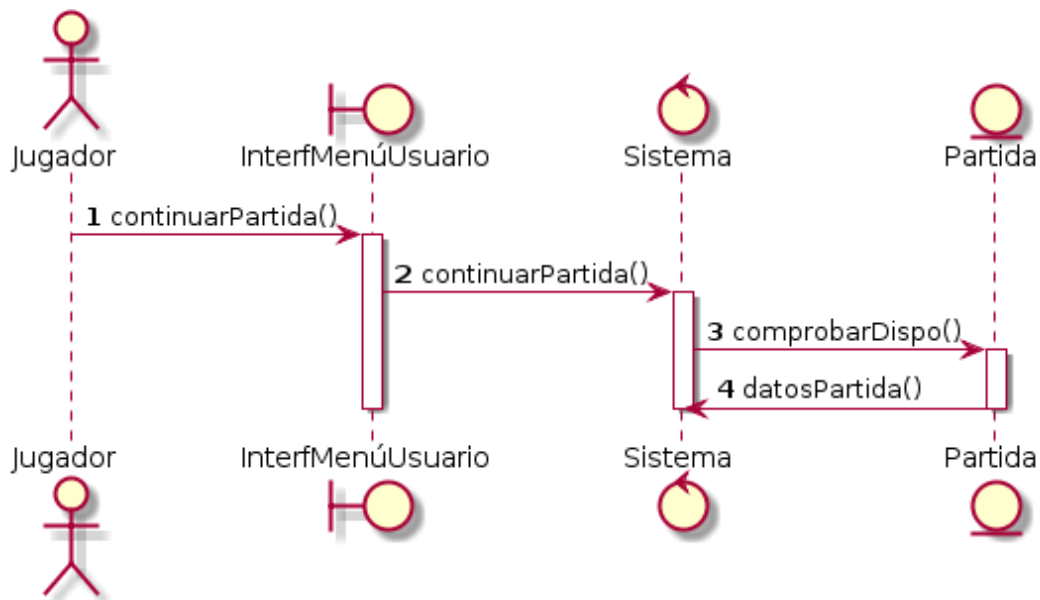 Jugador
InterfMenúUsuario
Sistema
Partida
1 continuarPartida()
2 continuarPartida()
3 comprobarDispo()
4 datosPartida()
Jugador
InterfMenúUsuario
Sistema
Partida